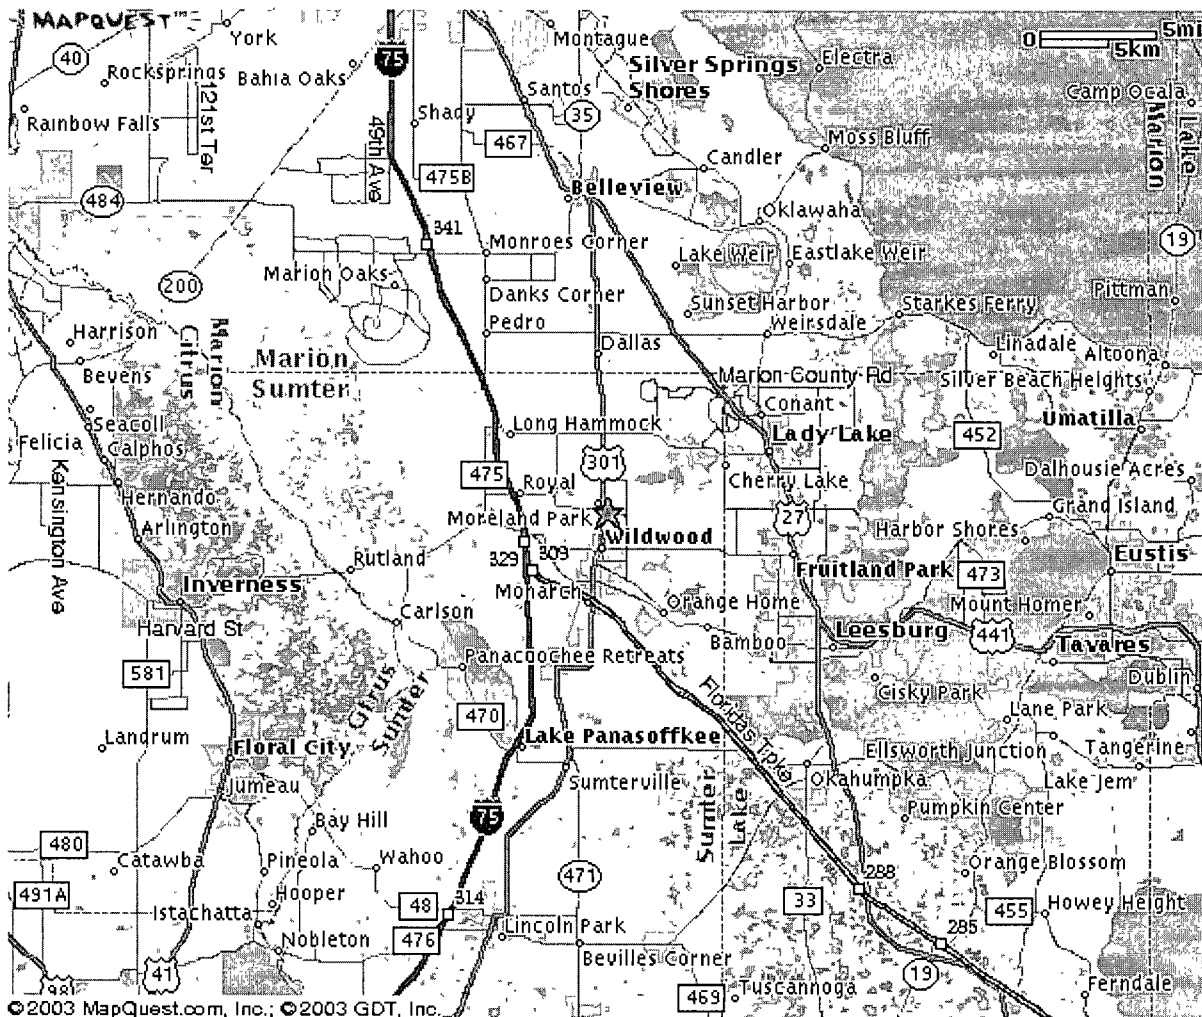 MAPQUEST™
York
Montague
0 5mi
5km
40
Rocksprings
Bahia Oaks
75
Silver Springs
Shores
Electra
121st Ter
Shady
Santos
35
Camp Ocala
Marion
Lake
Rainbow Falls
49th Ave
467
Moss Bluff
475B
Candler
484
Belleview
Oklawaha
341
Monroes Corner
Lake Weir
Eastlake Weir
19
Marion Oaks
200
Danks Corner
Sunset Harbor
Starkes Ferry
Pittman
Harrison
Citrus
Marion
Pedro
Weirsdale
Marion
Sumter
Dallas
Linadale
Altoona
Bevens
Marion County Rd
Silver Beach Heights
Seacoll
Conant
Umatilla
Felicia
Calphos
Long Hammock
Lady Lake
452
Kensington Ave
475
301
Cherry Lake
Dalhousie Acres
Hernando
Royal
27
Grand Island
Arlington
Moreland Park
Harbor Shores
Wildwood
Rutland
329
309
Fruitland Park
473
Eustis
Inverness
Monarch
Orange Home
Mount Homer
Harvard St
Carlson
Bamboo
Leesburg
441
Tavares
581
Panacoochee Retreats
Cisky Park
Dublin
Citrus
Sumter
470
Floridas Tpke
Lane Park
Landrum
Floral City
Lake Panasoffkee
Ellsworth Junction
Tangerine
Jumeau
Sumterville
Sumter
Lake
Okahumpka
Lake Jem
75
Pumpkin Center
Bay Hill
480
Catawba
Pineola
Wahoo
471
288
Orange Blossom
491A
Hooper
48
314
33
455
Howey Height
Istachatta
476
Lincoln Park
285
Nobleton
Bevilles Corner
41
98
19
469
Tuscannoga
Ferndale
©2003 MapQuest.com, Inc.; ©2003 GDT, Inc.